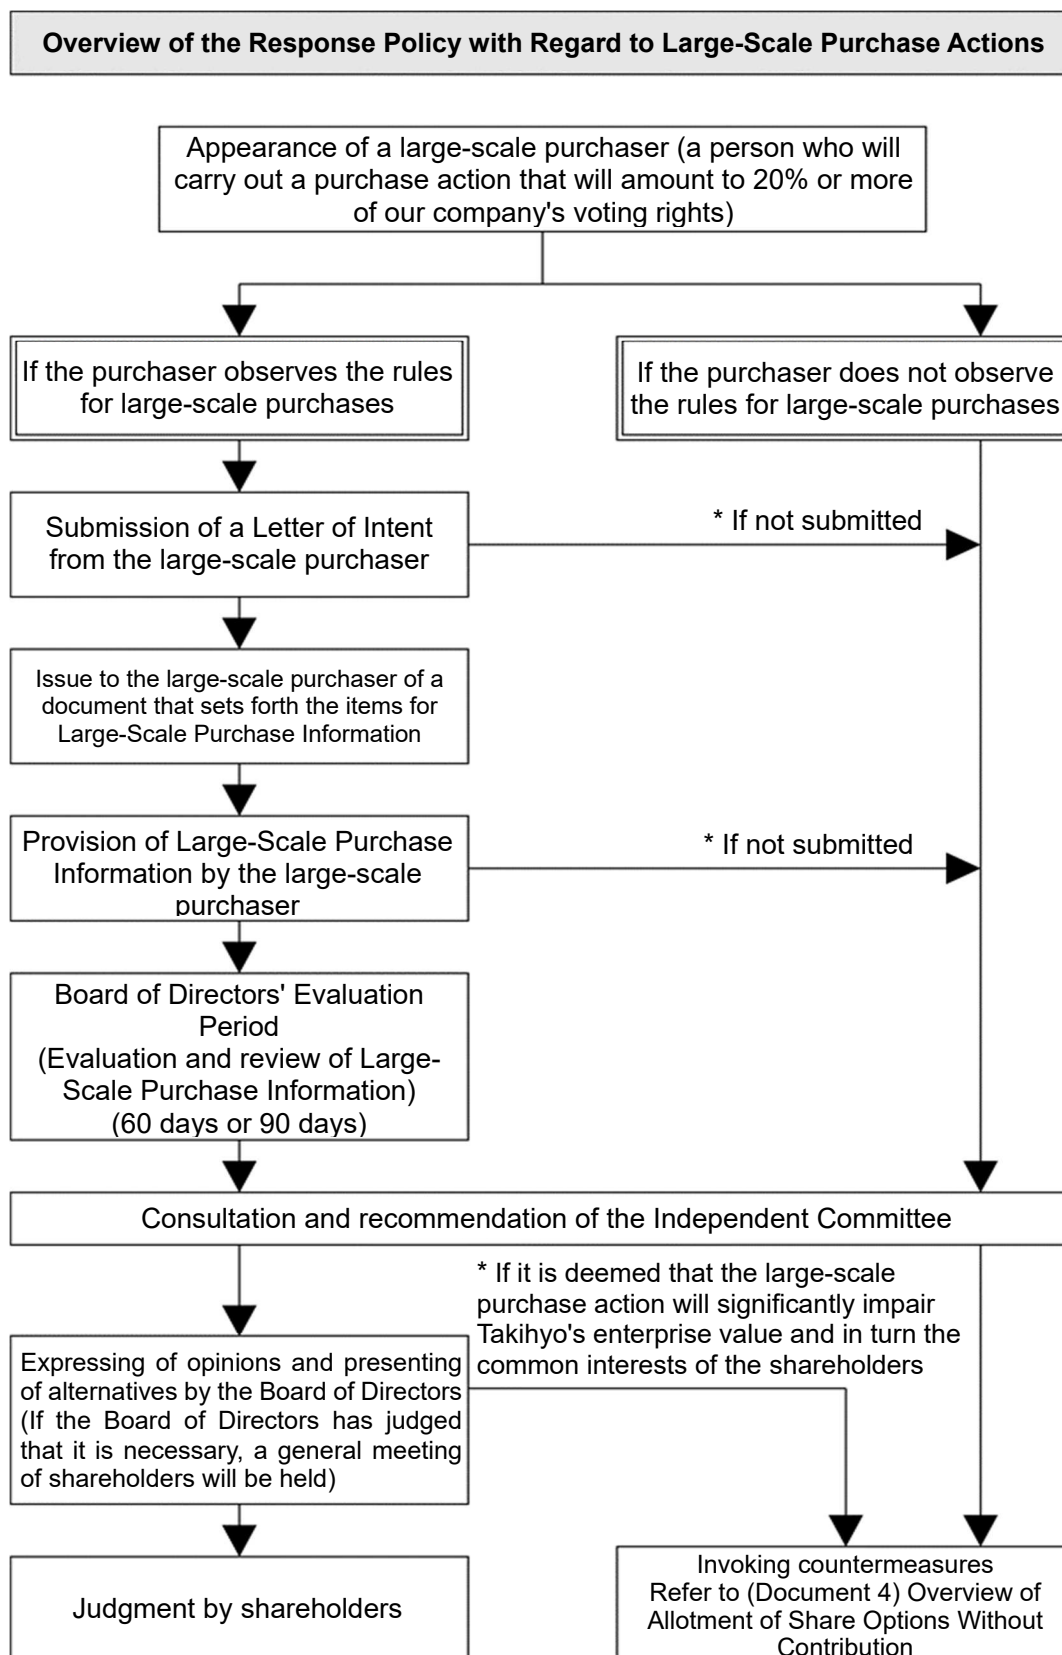 Overview of the Response Policy with Regard to Large-Scale Purchase Actions
Appearance of a large-scale purchaser (a person who will
carry out a purchase action that will amount to 20% or more
of our company's voting rights)
If the purchaser observes the rules
for large-scale purchases
If the purchaser does not observe
the rules for large-scale purchases
Submission of a Letter of Intent
from the large-scale purchaser
* If not submitted
Issue to the large-scale purchaser of a
document that sets forth the items for
Large-Scale Purchase Information
Provision of Large-Scale Purchase
Information by the large-scale
purchaser
* If not submitted
Board of Directors' Evaluation
Period
(Evaluation and review of Large-
Scale Purchase Information)
(60 days or 90 days)
Consultation and recommendation of the Independent Committee
* If it is deemed that the large-scale
purchase action will significantly impair
Takihyo's enterprise value and in turn the
common interests of the shareholders
Expressing of opinions and presenting
of alternatives by the Board of Directors
(If the Board of Directors has judged
that it is necessary, a general meeting
of shareholders will be held)
Judgment by shareholders
Invoking countermeasures
Refer to (Document 4) Overview of
Allotment of Share Options Without
Contribution